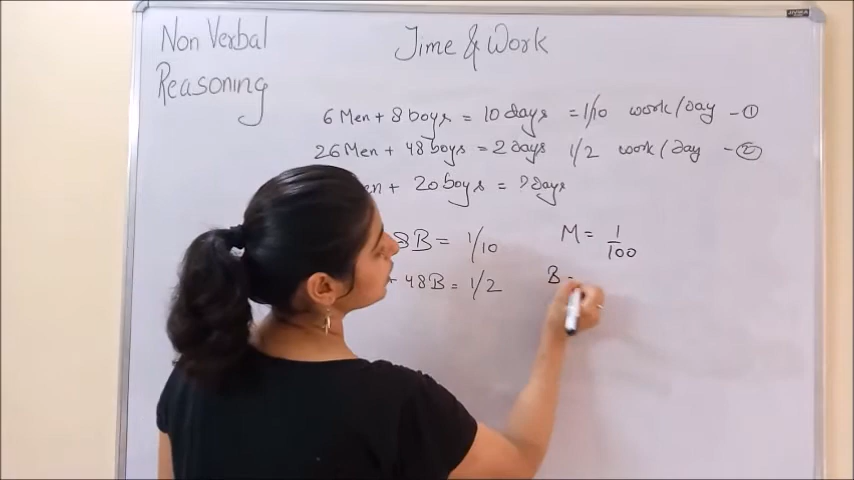 Non Verbal
Reasoning
Time & Work
6 Men + 8 boys = 10 days = 1/10 work/day - ①
26 Men + 48 boys = 2 days 1/2 work/day - ②
en + 20 boys = ? days
8B = 1/10
+ 48B = 1/2
M = 1/100
B =